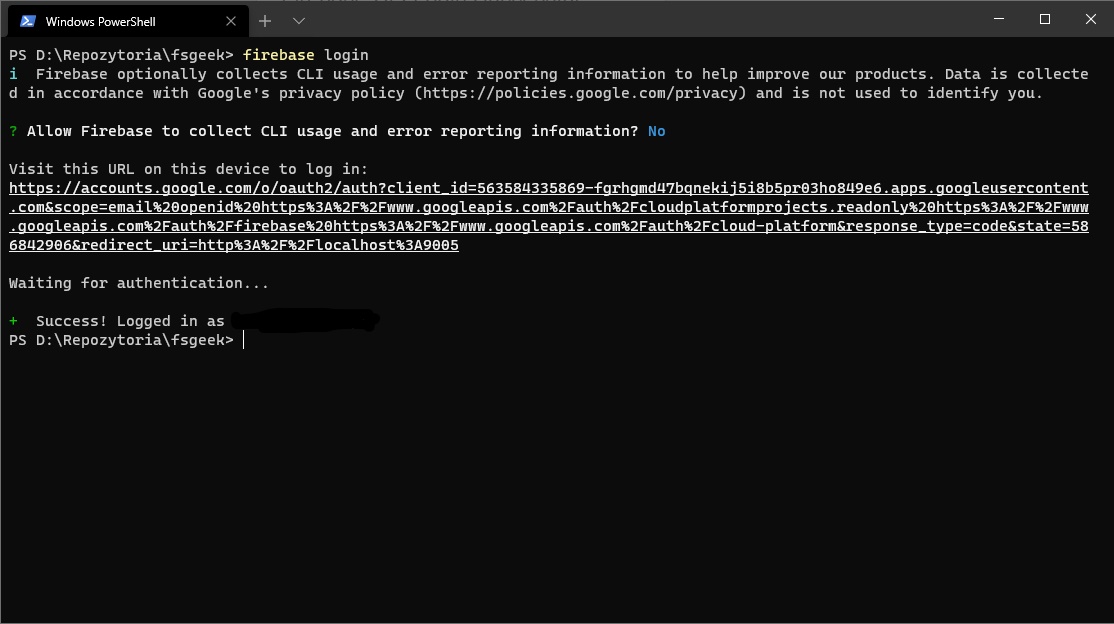 Windows PowerShell
PS D:\Repozytoria\fsgeek> firebase login
i  Firebase optionally collects CLI usage and error reporting information to help improve our products. Data is collecte
d in accordance with Google's privacy policy (https://policies.google.com/privacy) and is not used to identify you.
? Allow Firebase to collect CLI usage and error reporting information? No
Visit this URL on this device to log in:
https://accounts.google.com/o/oauth2/auth?client_id=563584335869-fgrhgmd47bqnekij5i8b5pr03ho849e6.apps.googleusercontent
.com&scope=email%20openid%20https%3A%2F%2Fwww.googleapis.com%2Fauth%2Fcloudplatformprojects.readonly%20https%3A%2F%2Fwww
.googleapis.com%2Fauth%2Ffirebase%20https%3A%2F%2Fwww.googleapis.com%2Fauth%2Fcloud-platform&response_type=code&state=58
6842906&redirect_uri=http%3A%2F%2Flocalhost%3A9005
Waiting for authentication...
+  Success! Logged in as
PS D:\Repozytoria\fsgeek>